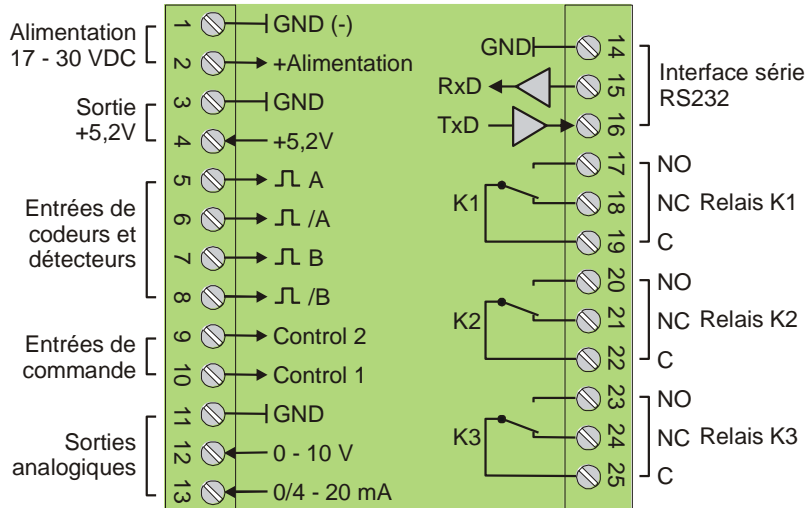 Alimentation
17 - 30 VDC
1 GND (-)
2 +Alimentation
Sortie
+5,2V
3 GND
4 +5,2V
Entrées de
codeurs et
détecteurs
5 A
6 /A
7 B
8 /B
Entrées de
commande
9 Control 2
10 Control 1
Sorties
analogiques
11 GND
12 0 - 10 V
13 0/4 - 20 mA
GND 14
RxD 15
TxD 16
Interface série
RS232
17 NO
K1 18 NC Relais K1
19 C
20 NO
K2 21 NC Relais K2
22 C
23 NO
K3 24 NC Relais K3
25 C